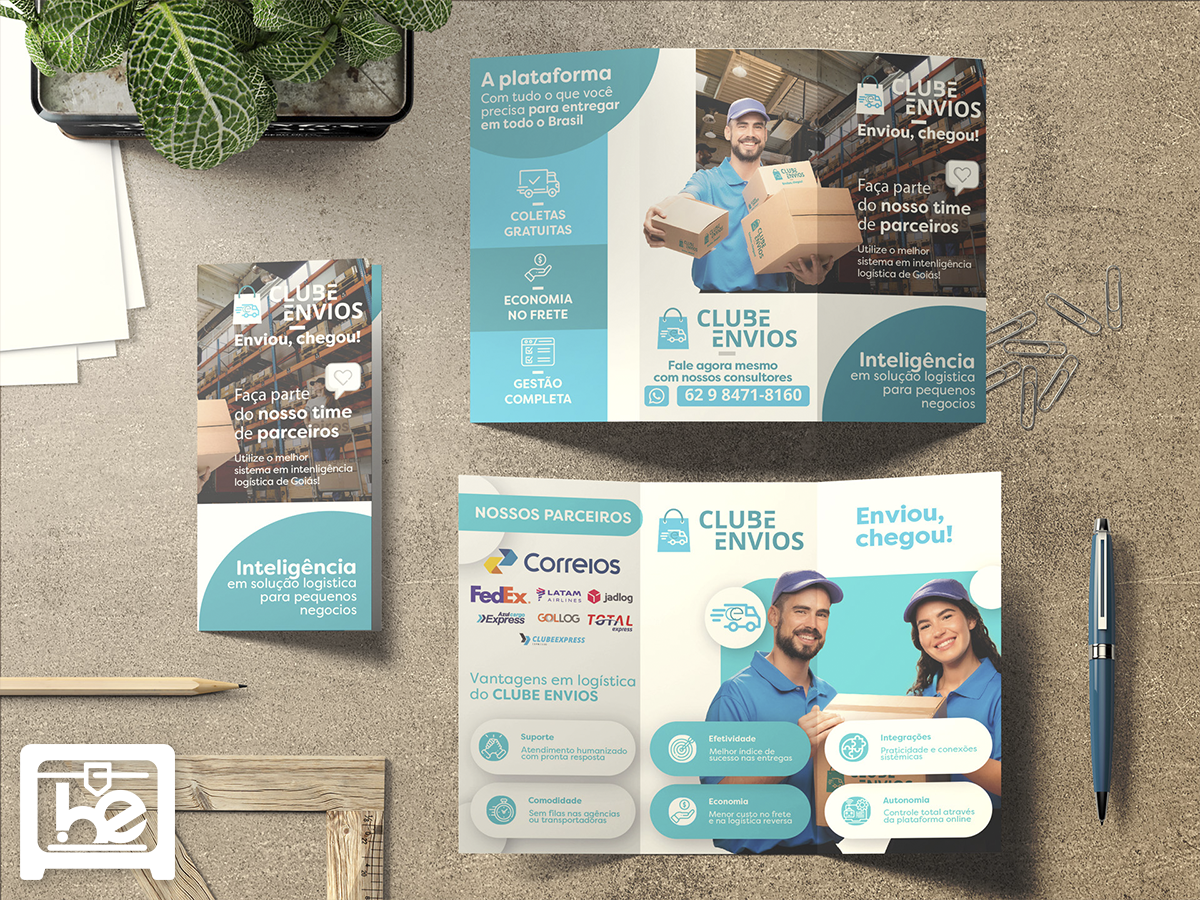 A plataforma
Com tudo o que você
precisa para entregar
em todo o Brasil
COLETAS
GRATUITAS
ECONOMIA
NO FRETE
GESTÃO
COMPLETA
CLUBE
ENVIOS
Fale agora mesmo
com nossos consultores
62 9 8471-8160
CLUBE
ENVIOS
CLUBE
ENVIOS
CLUBE
ENVIOS
Enviou, chegou!
Faça parte
do nosso time
de parceiros
Utilize o melhor
sistema em intenligência
logística de Goiás!
Inteligência
em solução logistica
para pequenos
negocios
CLUBE
ENVIOS
Enviou, chegou!
Faça parte
do nosso time
de parceiros
Utilize o melhor
sistema em intenligência
logística de Goiás!
Inteligência
em solução logistica
para pequenos
negocios
NOSSOS PARCEIROS
Correios
FedEx
LATAM
AIRLINES
jadlog
Azul cargo
Express
GOLLOG
TOTAL
express
CLUBEEXPRESS
Vantagens em logística
do CLUBE ENVIOS
Suporte
Atendimento humanizado
com pronta resposta
Comodidade
Sem filas nas agências
ou transportadoras
CLUBE
ENVIOS
Efetividade
Melhor índice de
sucesso nas entregas
Economia
Menor custo no frete
e na logística reversa
Enviou,
chegou!
Integrações
Praticidade e conexões
sistêmicas
Autonomia
Controle total através
da plataforma online
he